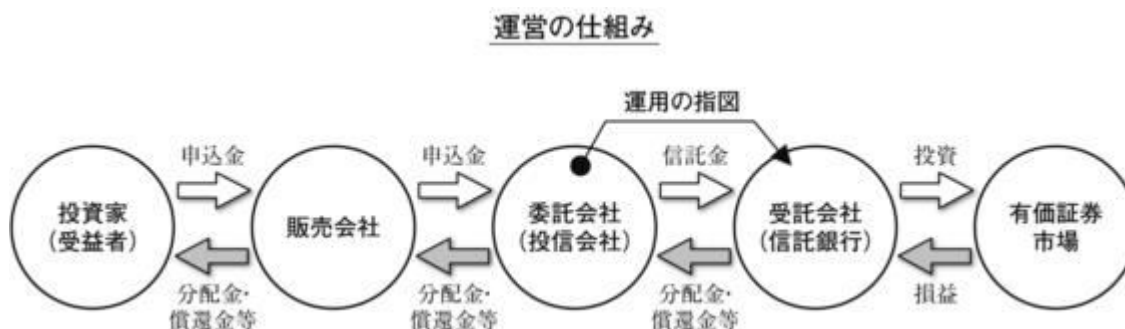 運営の仕組み
運用の指図
申込金
申込金
信託金
投資
投資家
(受益者)
販売会社
委託会社
(投信会社)
受託会社
(信託銀行)
有価証券
市場
分配金・
償還金等
分配金・
償還金等
分配金・
償還金等
損益